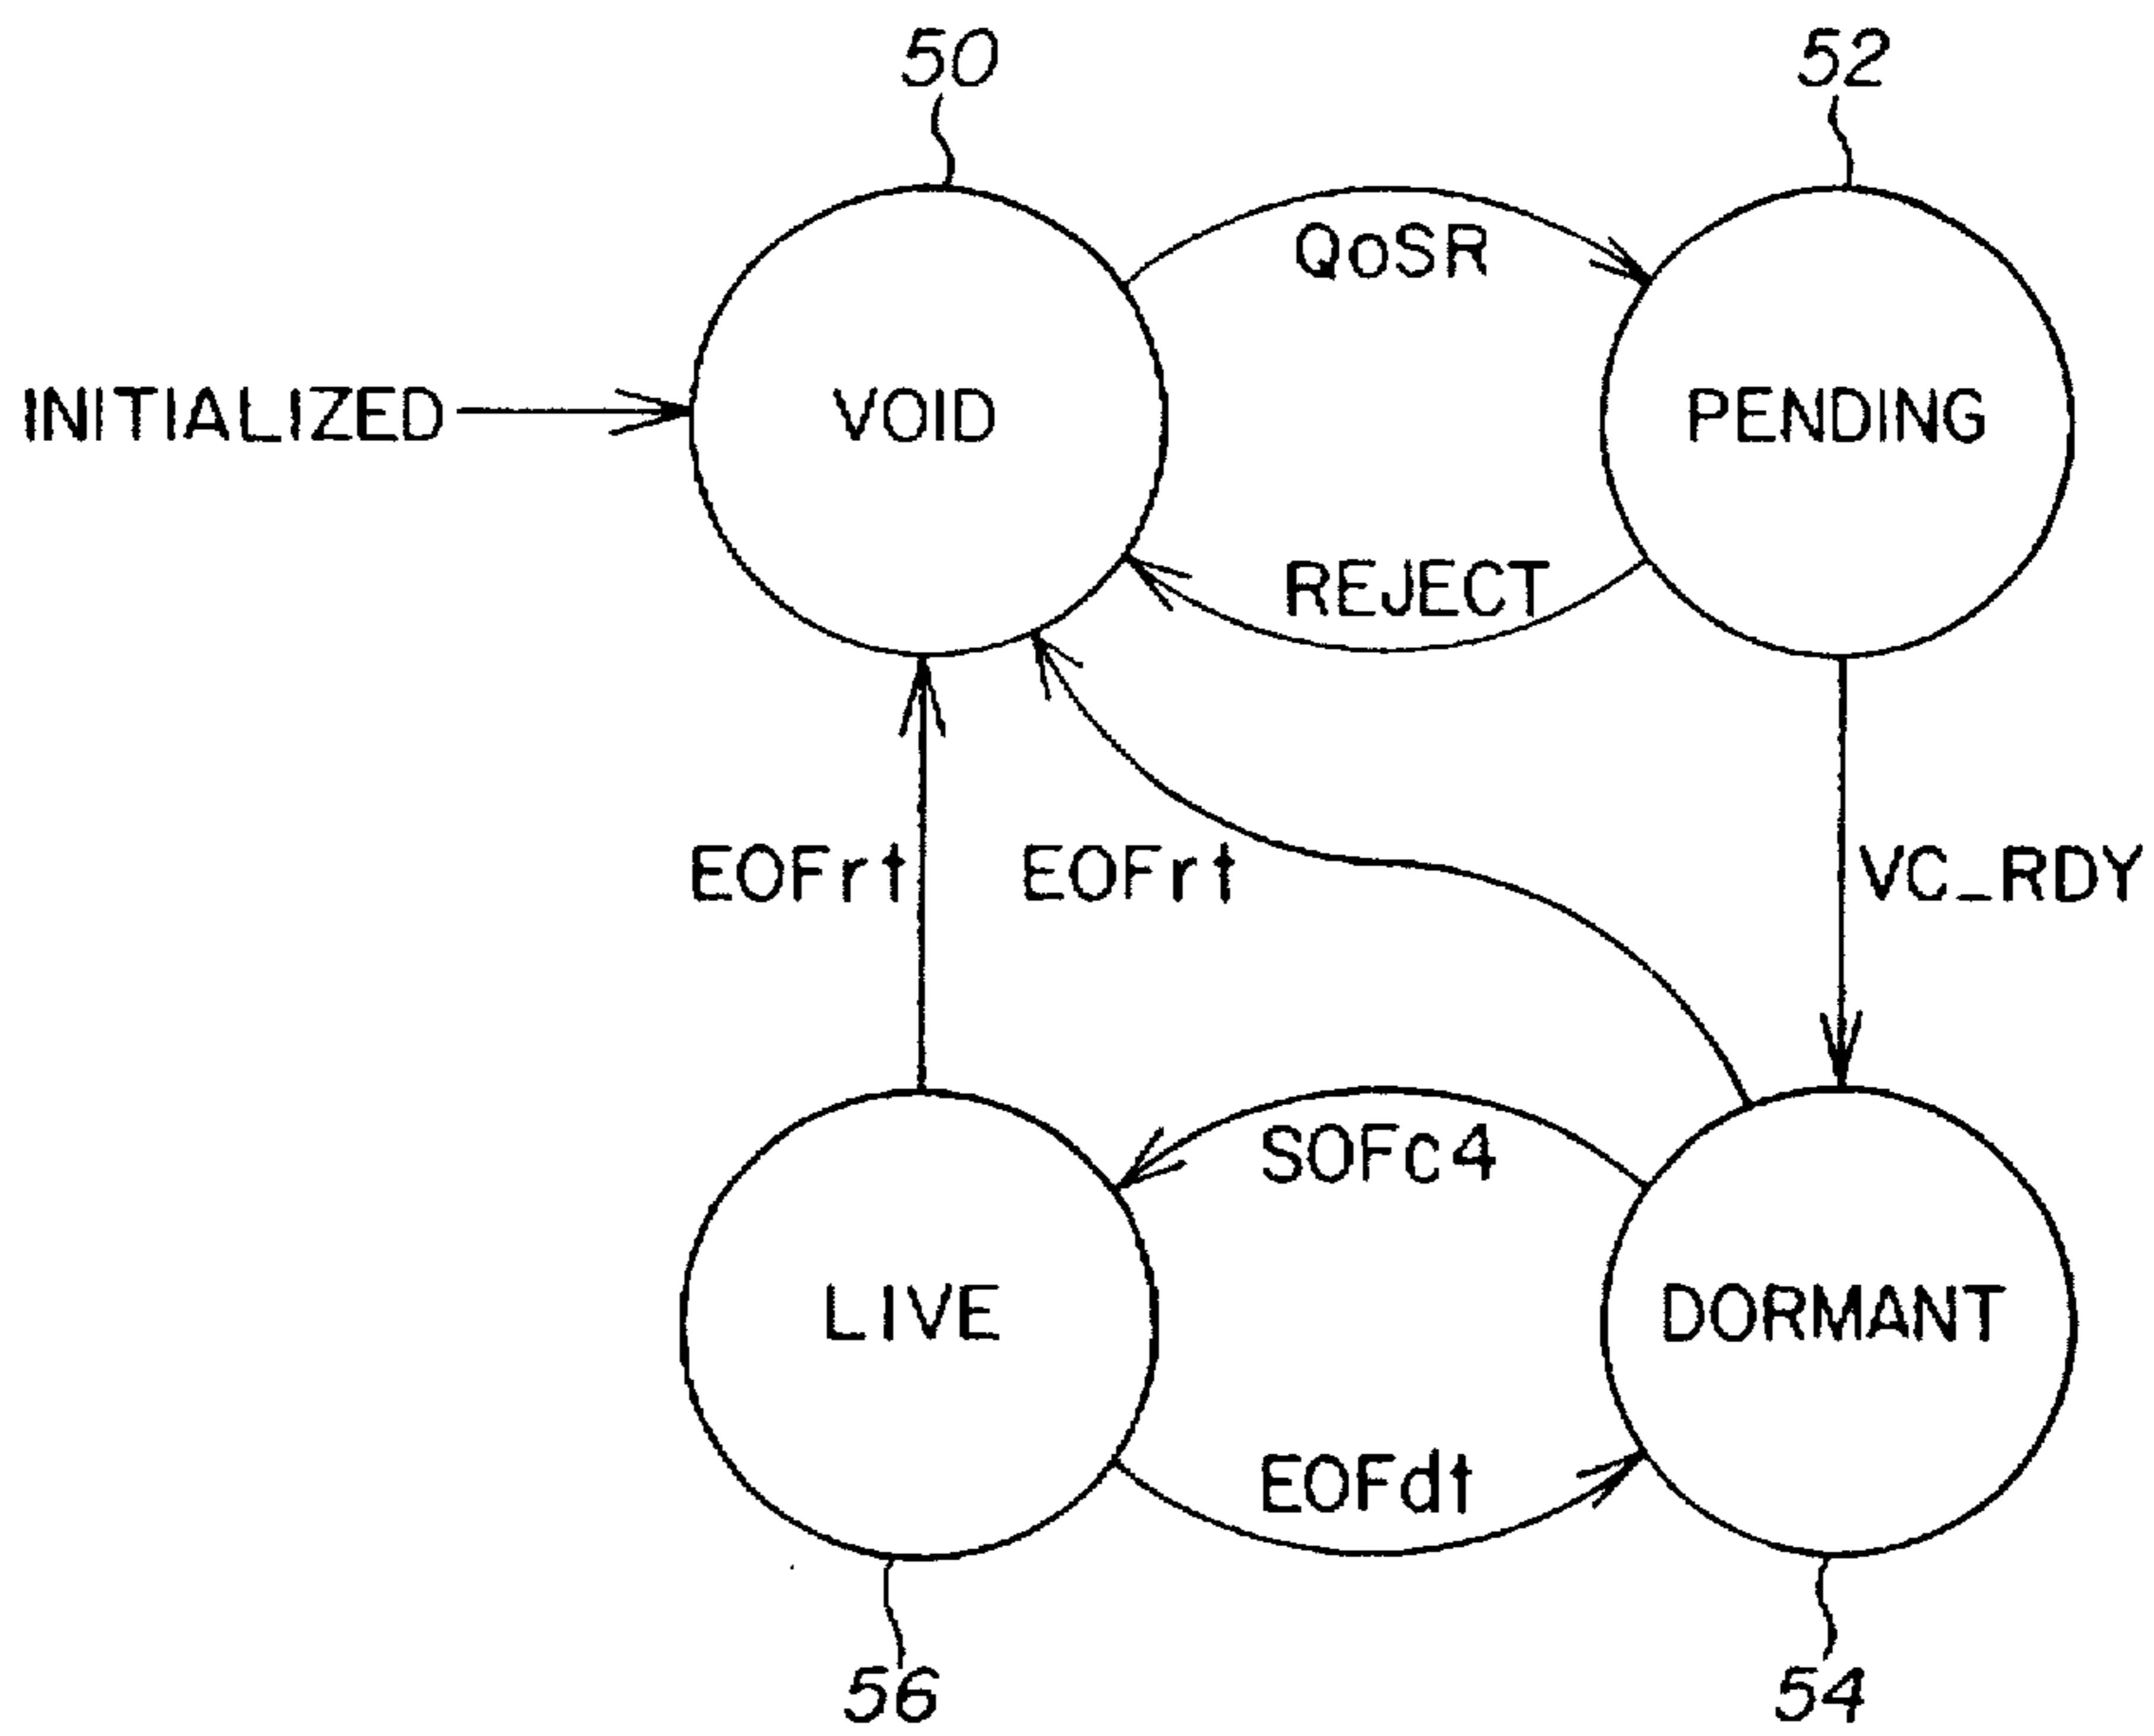 50
52
QoSR
INITIALIZED
VOID
PENDING
REJECT
EOFrt
EOFrt
VC_RDY
SOFc4
LIVE
DORMANT
EOFdt
56
54